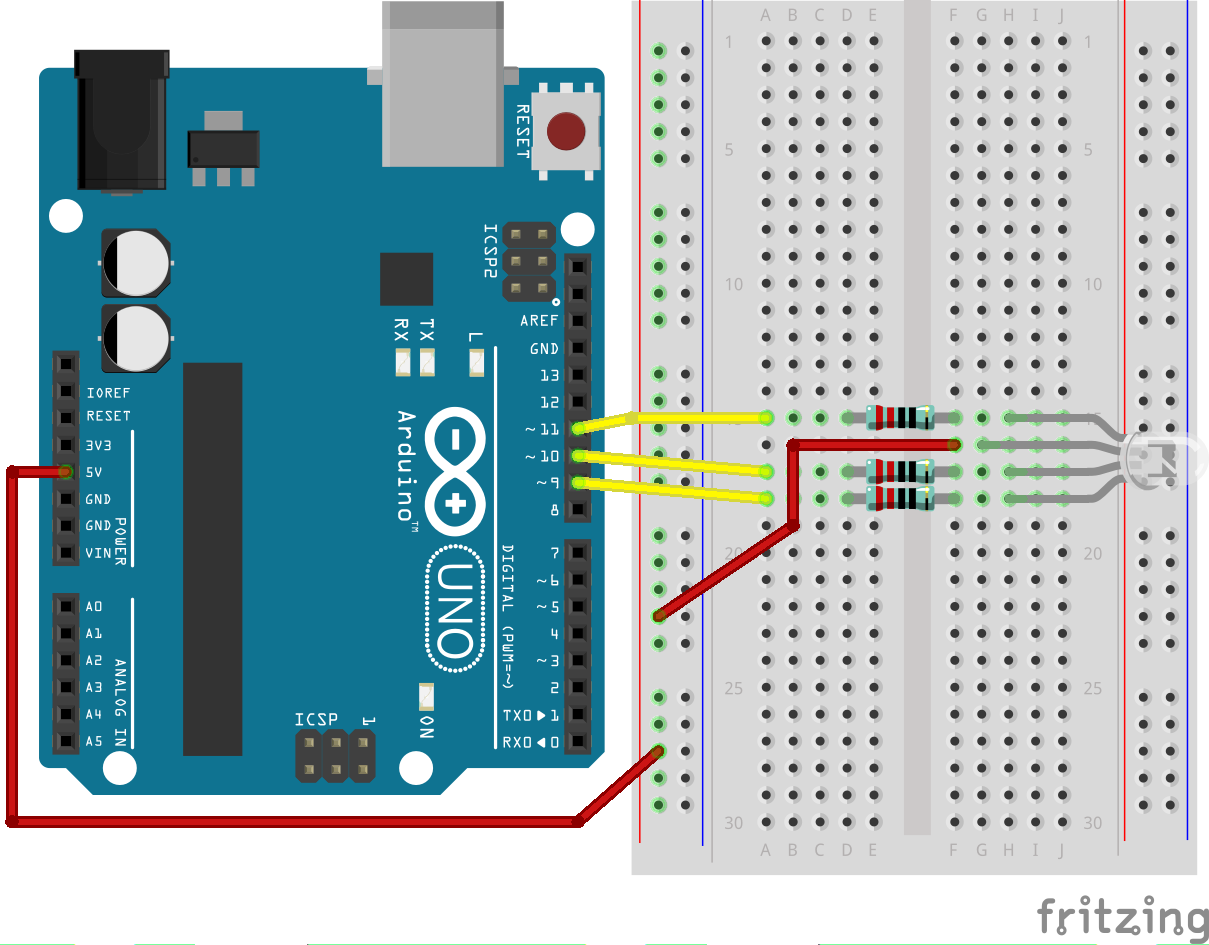 A B C D E F G H I J
1 1
5 5
10 10
15
20 20
25 25
30 30
A B C D E F G H I J
RESET
ICSP2
AREF
GND
13
12
~11
~10
~9
8
7
~6
~5
4
~3
2
TX0▶1
RX0◀0
DIGITAL (PWM=~)
RX TX L
Arduino™
UNO
ON
ICSP 1
IOREF
RESET
3V3
5V
GND
GND
VIN
POWER
A0
A1
A2
A3
A4
A5
ANALOG IN
fritzing